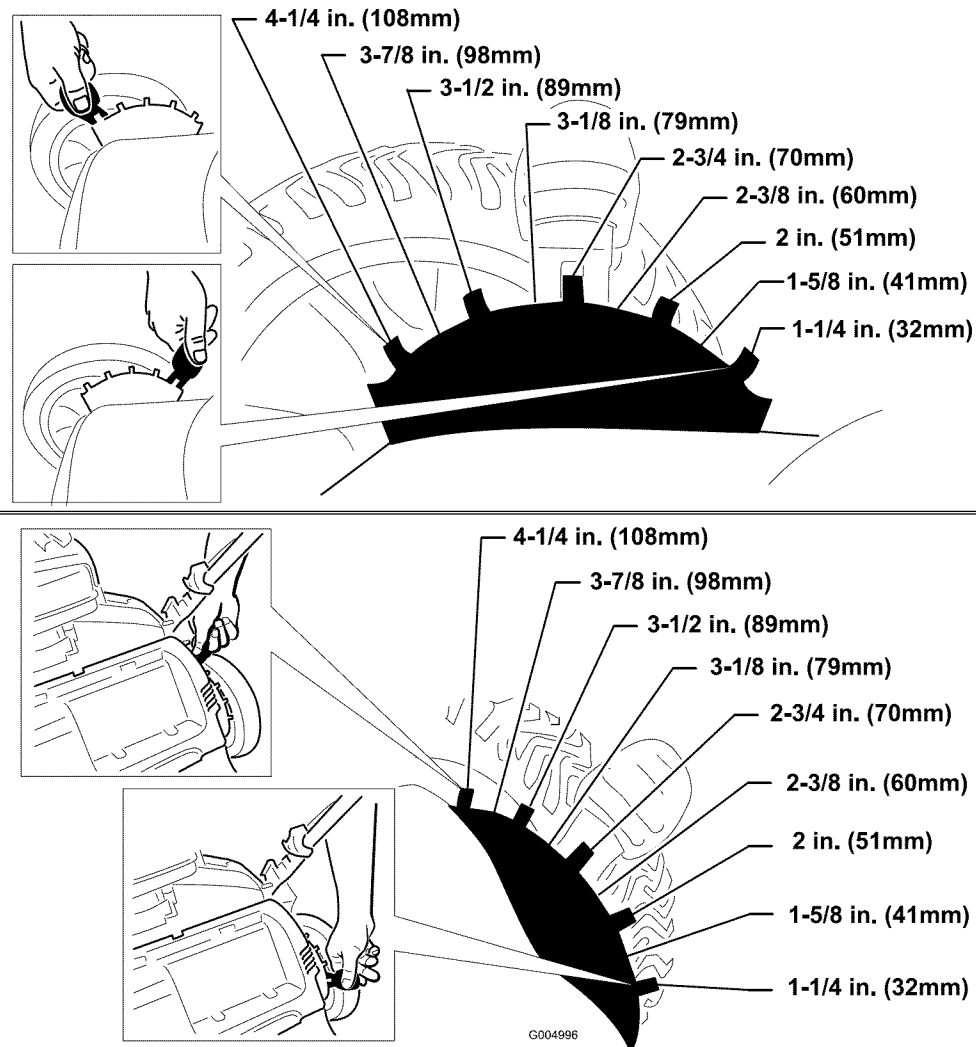 4-1/4 in. (108mm)
3-7/8 in. (98mm)
3-1/2 in. (89mm)
3-1/8 in. (79mm)
2-3/4 in. (70mm)
2-3/8 in. (60mm)
2 in. (51mm)
1-5/8 in. (41mm)
1-1/4 in. (32mm)
4-1/4 in. (108mm)
3-7/8 in. (98mm)
3-1/2 in. (89mm)
3-1/8 in. (79mm)
2-3/4 in. (70mm)
2-3/8 in. (60mm)
2 in. (51mm)
1-5/8 in. (41mm)
1-1/4 in. (32mm)
G004996